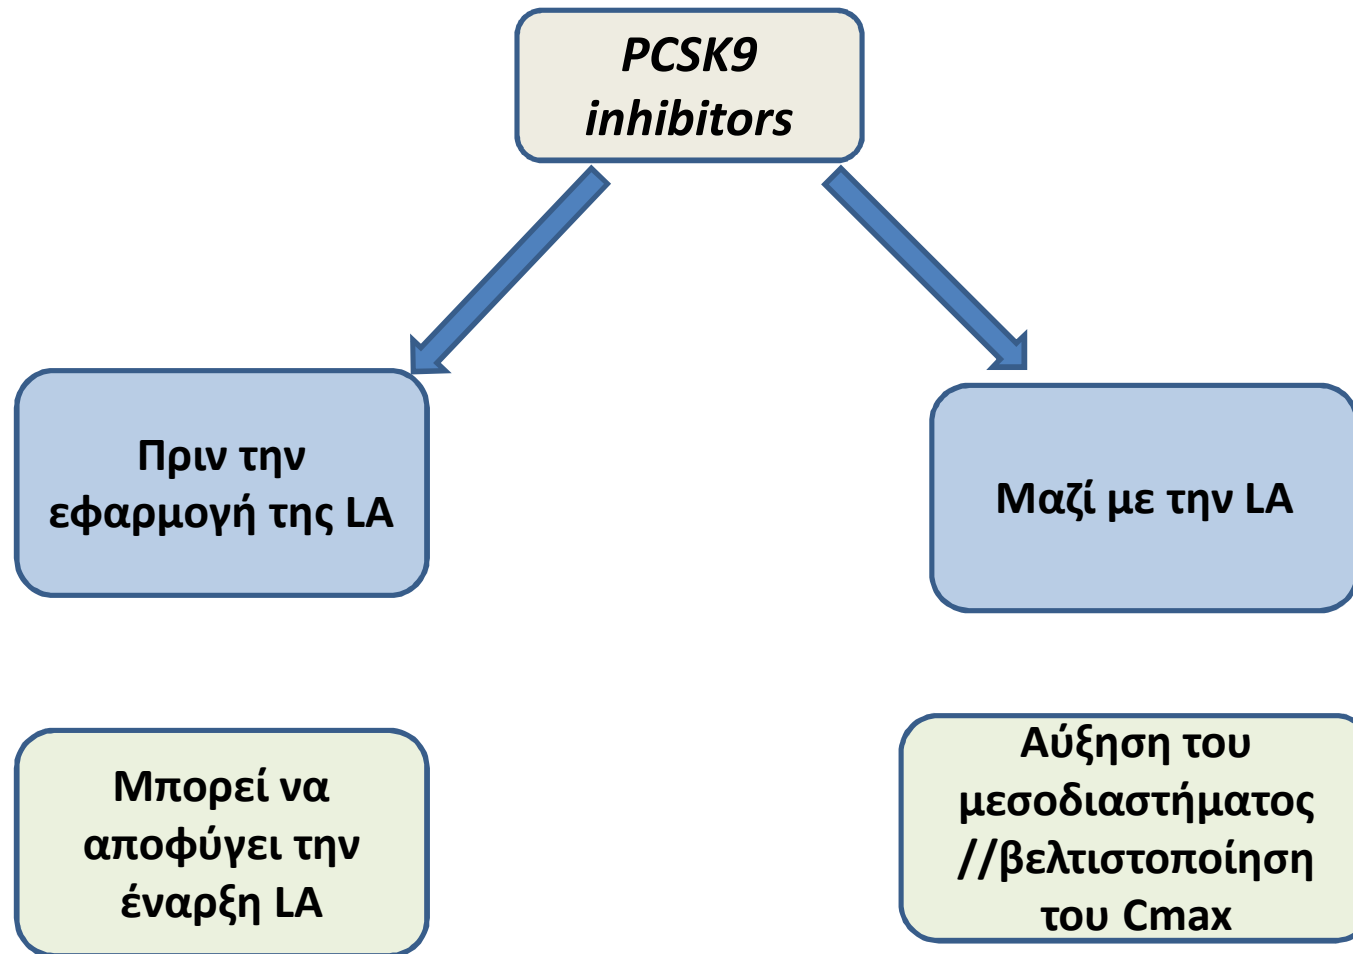 PCSK9
inhibitors
Πριν την
εφαρμογή της LA
Μαζί με την LA
Μπορεί να
αποφύγει την
έναρξη LA
Αύξηση του
μεσοδιαστήματος
//βελτιστοποίηση
του Cmax